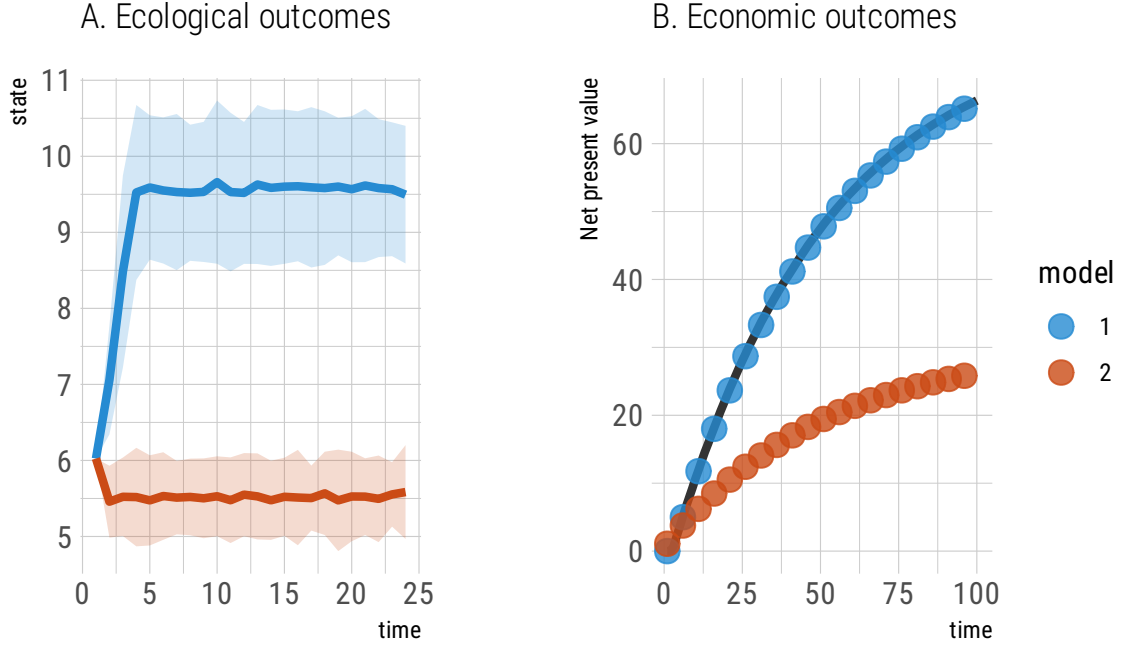 A. Ecological outcomes
state
11
10
9
8
7
6
5
0 5 10 15 20 25
time
B. Economic outcomes
Net present value
60
40
20
0
0 25 50 75 100
time
model
1
2